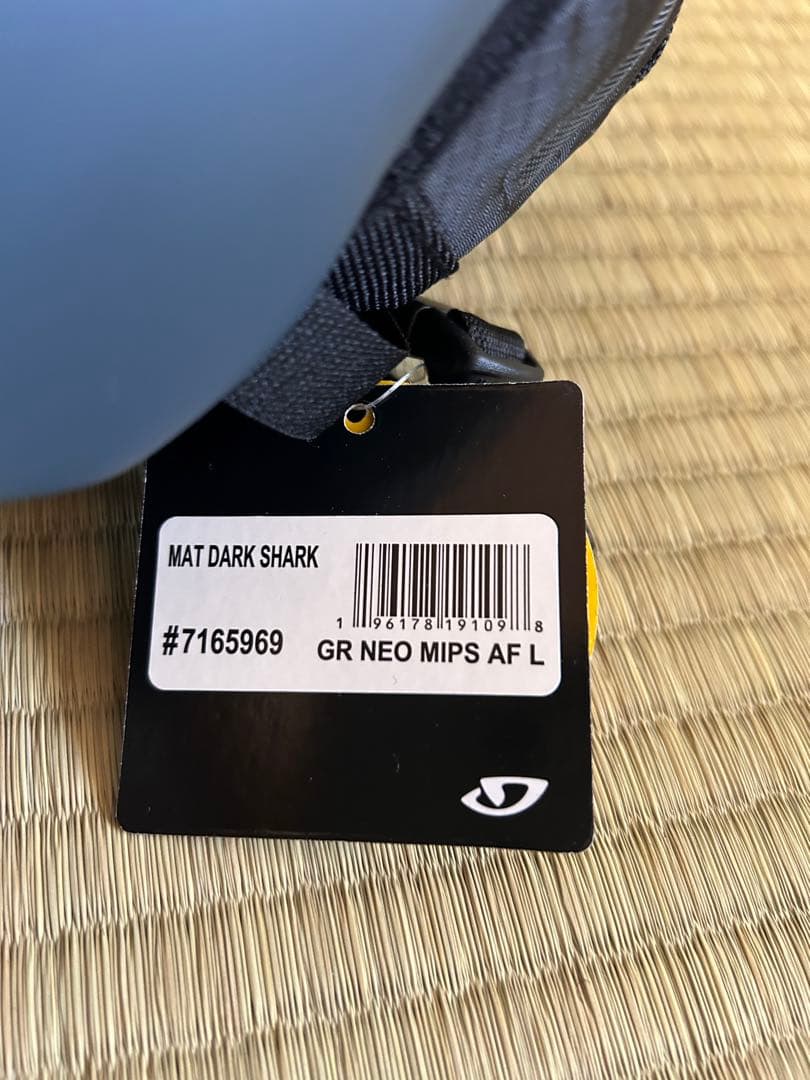 MAT DARK SHARK
1 96178 19109 8
#7165969
GR NEO MIPS AF L